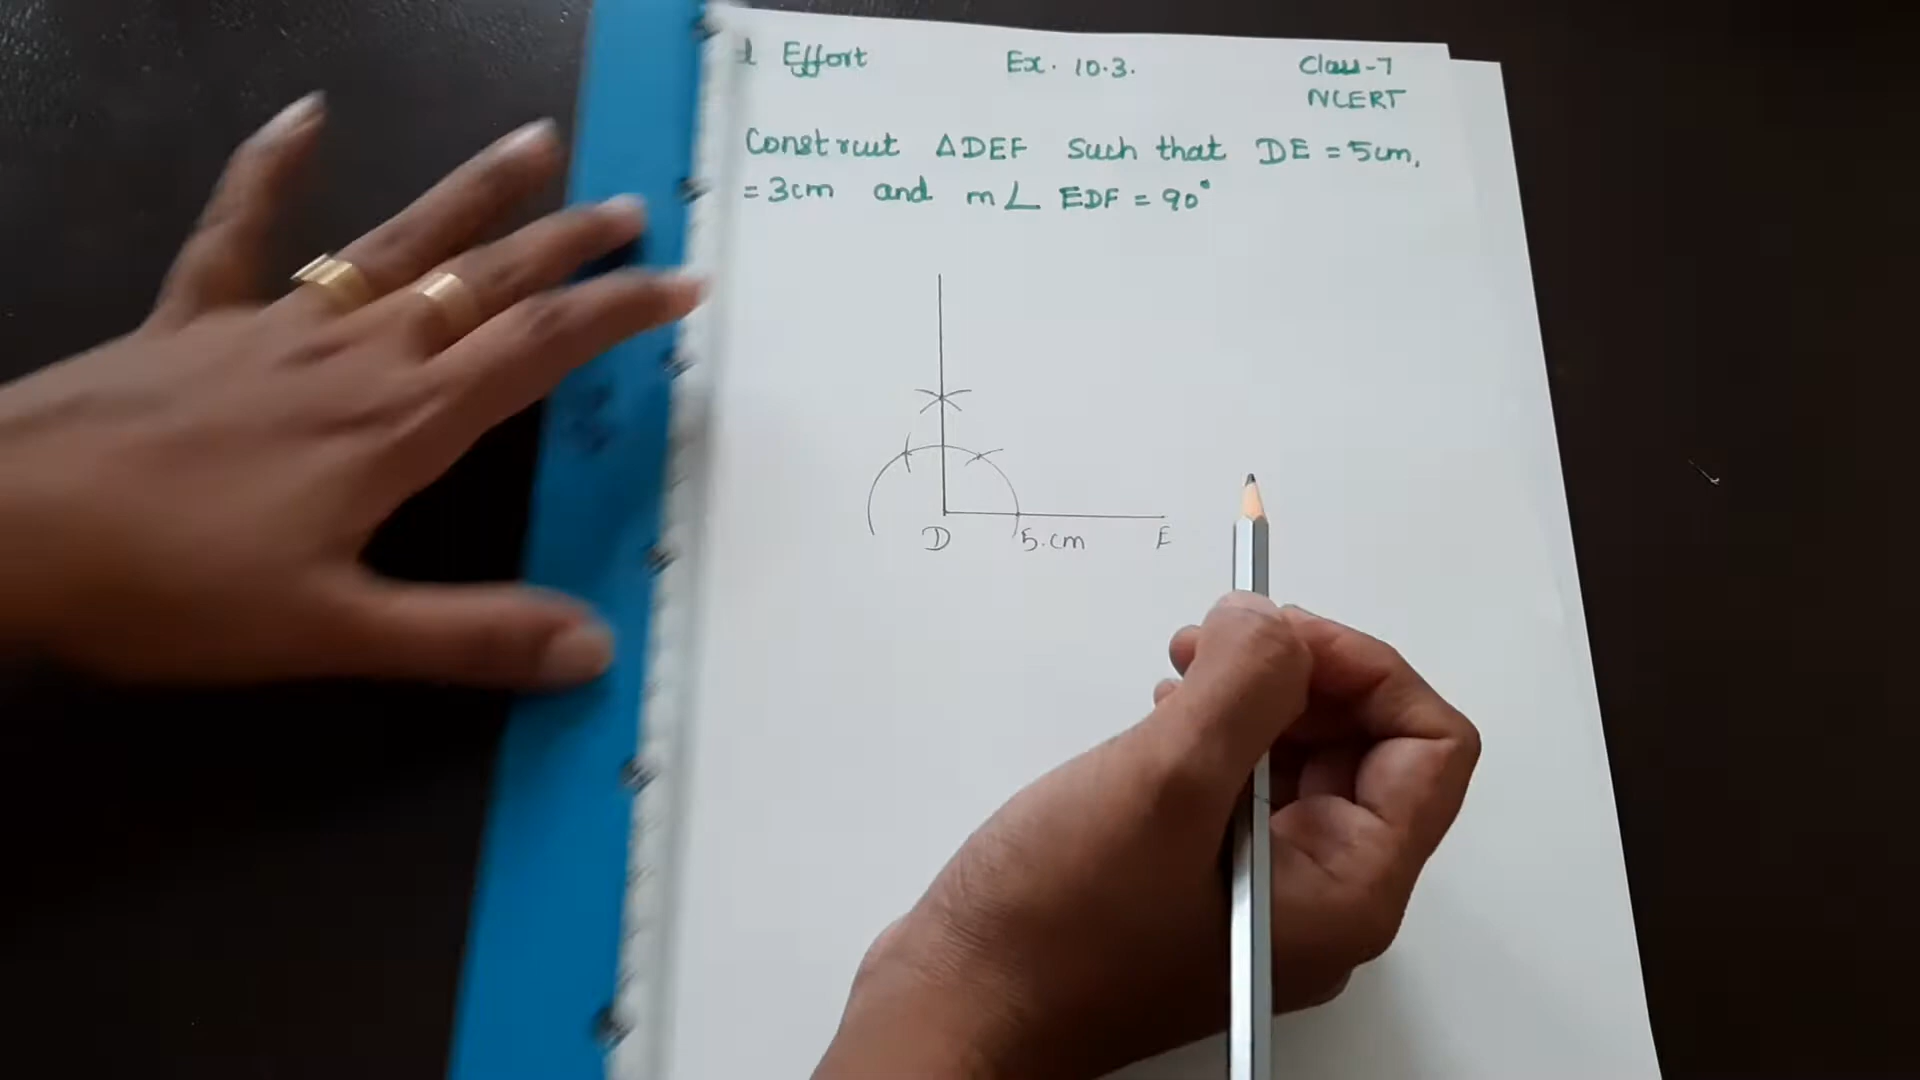 Effort Ex. 10.3. Class-7
NCERT
Construct ΔDEF Such that DE = 5cm,
= 3cm and m∠ EDF = 90°
D 5.cm E